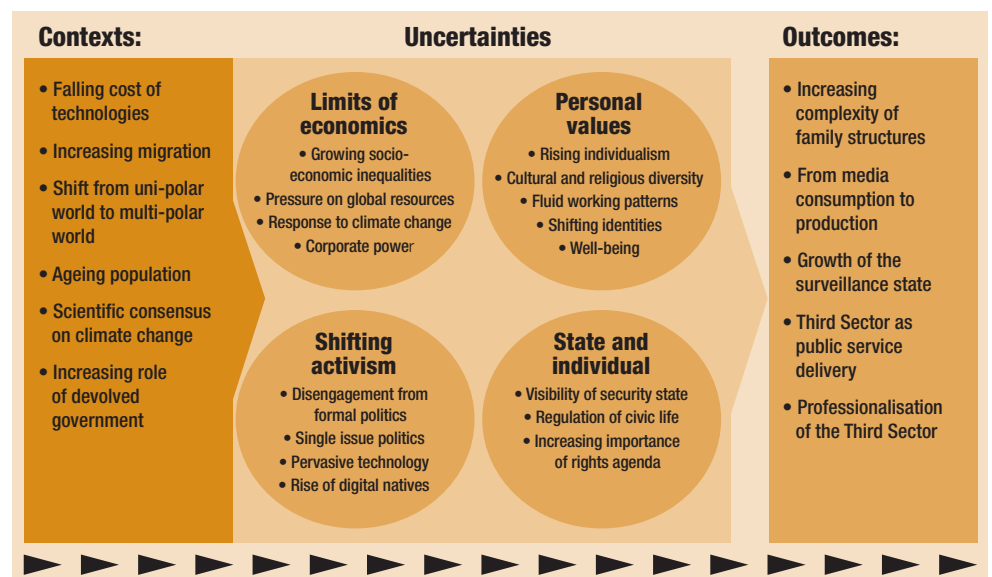 Contexts:
• Falling cost of
technologies
• Increasing migration
• Shift from uni-polar
world to multi-polar
world
• Ageing population
• Scientific consensus
on climate change
• Increasing role
of devolved
government
Uncertainties
Limits of
economics
• Growing socio-
economic inequalities
• Pressure on global resources
• Response to climate change
• Corporate power
Personal
values
• Rising individualism
• Cultural and religious diversity
• Fluid working patterns
• Shifting identities
• Well-being
Shifting
activism
• Disengagement from
formal politics
• Single issue politics
• Pervasive technology
• Rise of digital natives
State and
individual
• Visibility of security state
• Regulation of civic life
• Increasing importance
of rights agenda
Outcomes:
• Increasing
complexity of
family structures
• From media
consumption to
production
• Growth of the
surveillance state
• Third Sector as
public service
delivery
• Professionalisation
of the Third Sector